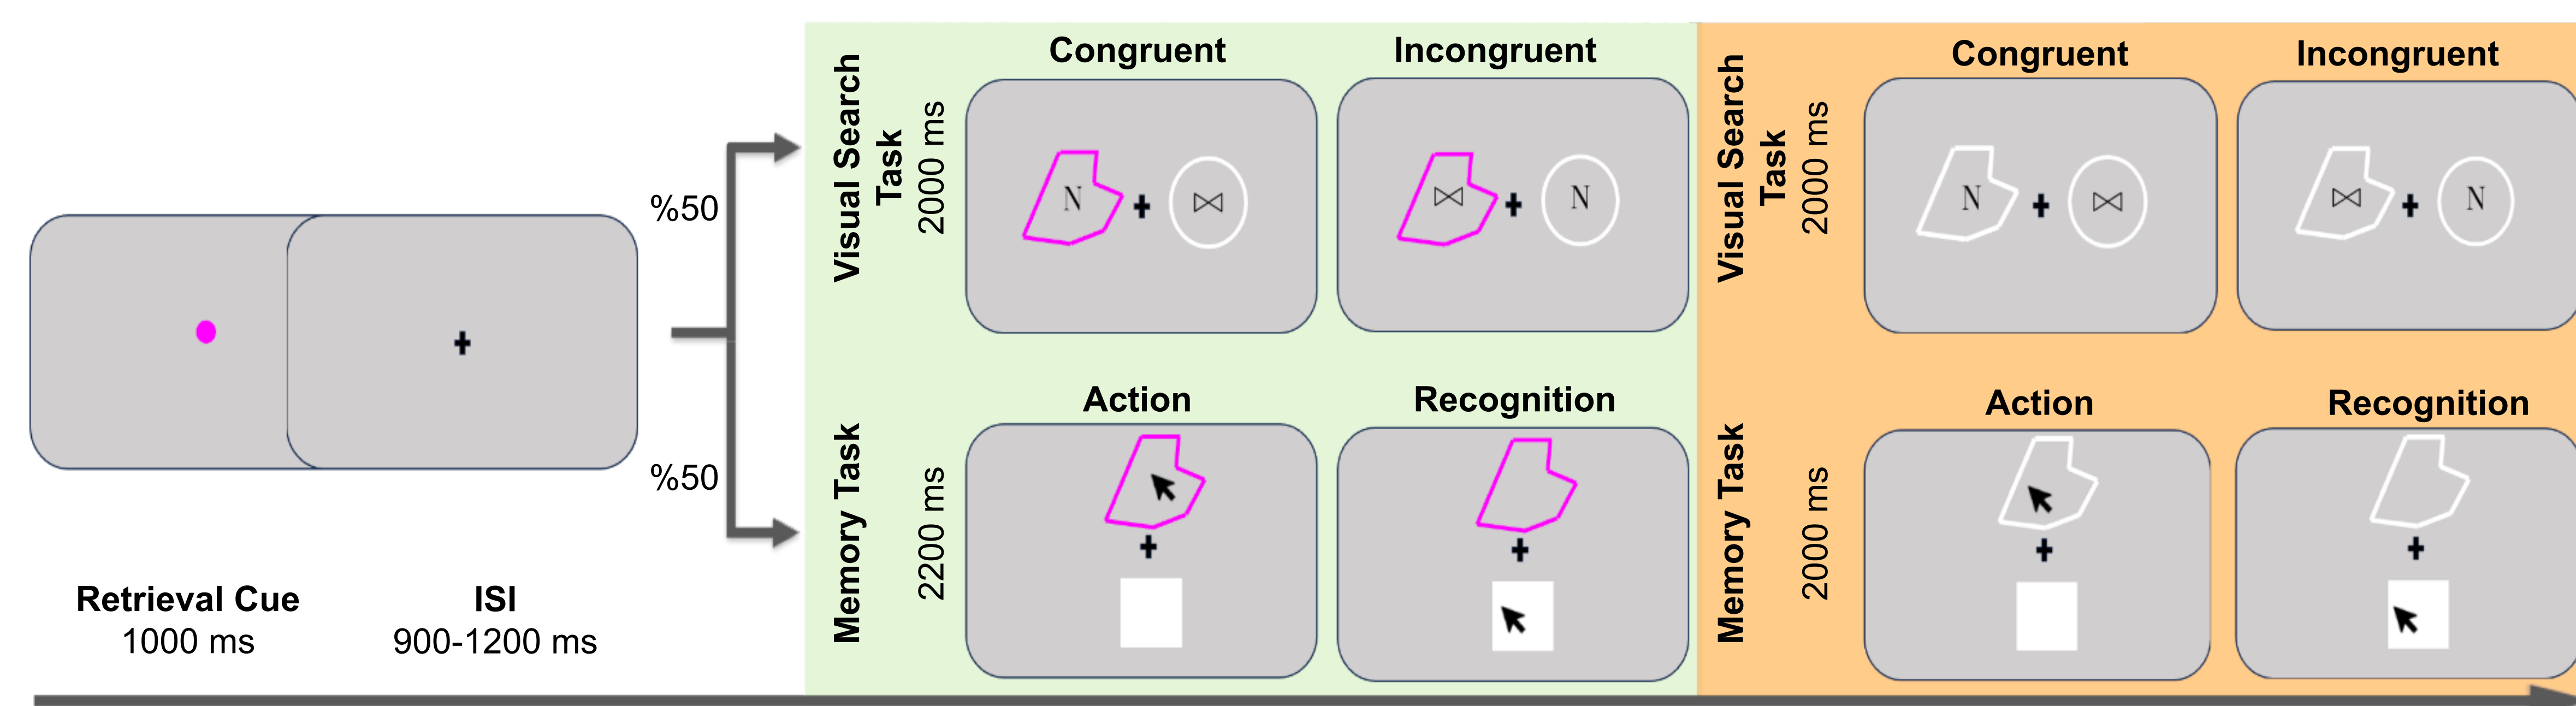 Retrieval Cue
1000 ms
ISI
900-1200 ms
%50
%50
Visual Search
Task
2000 ms
Congruent
N
Incongruent
N
Memory Task
2200 ms
Action
Recognition
Visual Search
Task
2000 ms
Congruent
N
Incongruent
N
Memory Task
2000 ms
Action
Recognition